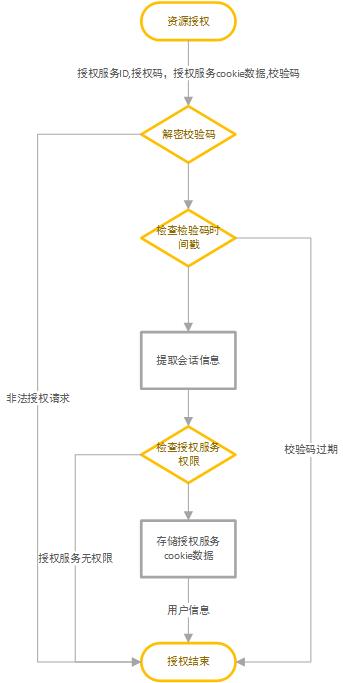 资源授权
授权服务ID,授权码，授权服务cookie数据,校验码
解密校验码
检查检验码时
间戳
提取会话信息
非法授权请求
检查授权服务
权限
校验码过期
存储授权服务
cookie数据
授权服务无权限
用户信息
授权结束